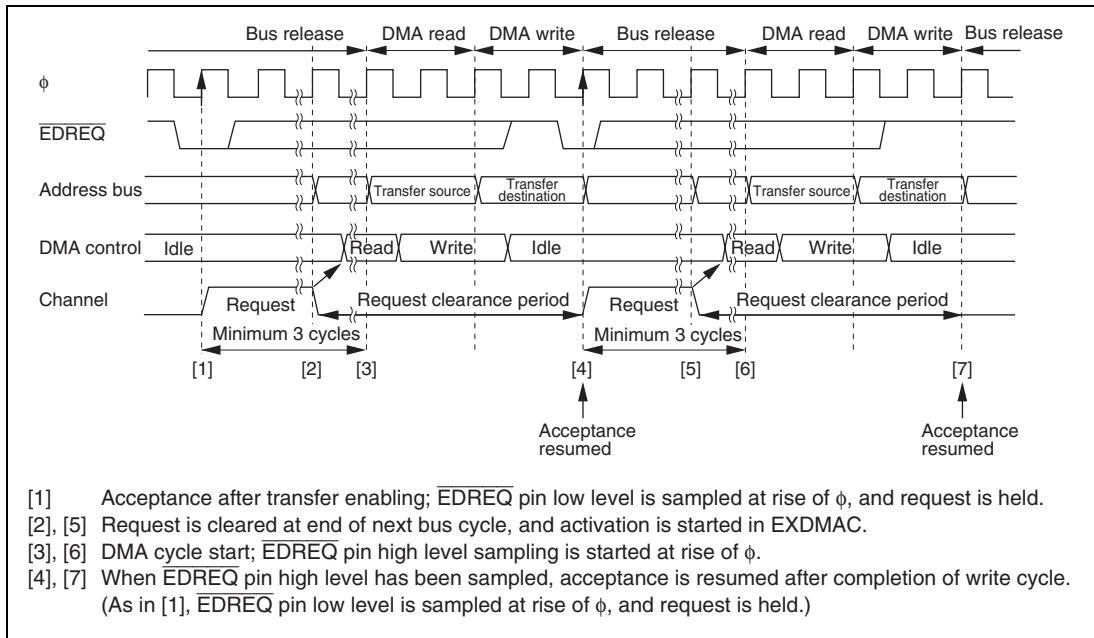 Bus release DMA read DMA write Bus release DMA read DMA write Bus release
ϕ
E̅D̅R̅E̅Q̅
Address bus Transfer source Transfer destination Transfer source Transfer destination
DMA control Idle Read Write Idle Read Write Idle
Channel Request Request clearance period Request Request clearance period
Minimum 3 cycles Minimum 3 cycles
[1] [2] [3] [4] [5] [6] [7]
Acceptance resumed Acceptance resumed
[1] Acceptance after transfer enabling; E̅D̅R̅E̅Q̅ pin low level is sampled at rise of ϕ, and request is held.
[2], [5] Request is cleared at end of next bus cycle, and activation is started in EXDMAC.
[3], [6] DMA cycle start; E̅D̅R̅E̅Q̅ pin high level sampling is started at rise of ϕ.
[4], [7] When E̅D̅R̅E̅Q̅ pin high level has been sampled, acceptance is resumed after completion of write cycle.
(As in [1], E̅D̅R̅E̅Q̅ pin low level is sampled at rise of ϕ, and request is held.)